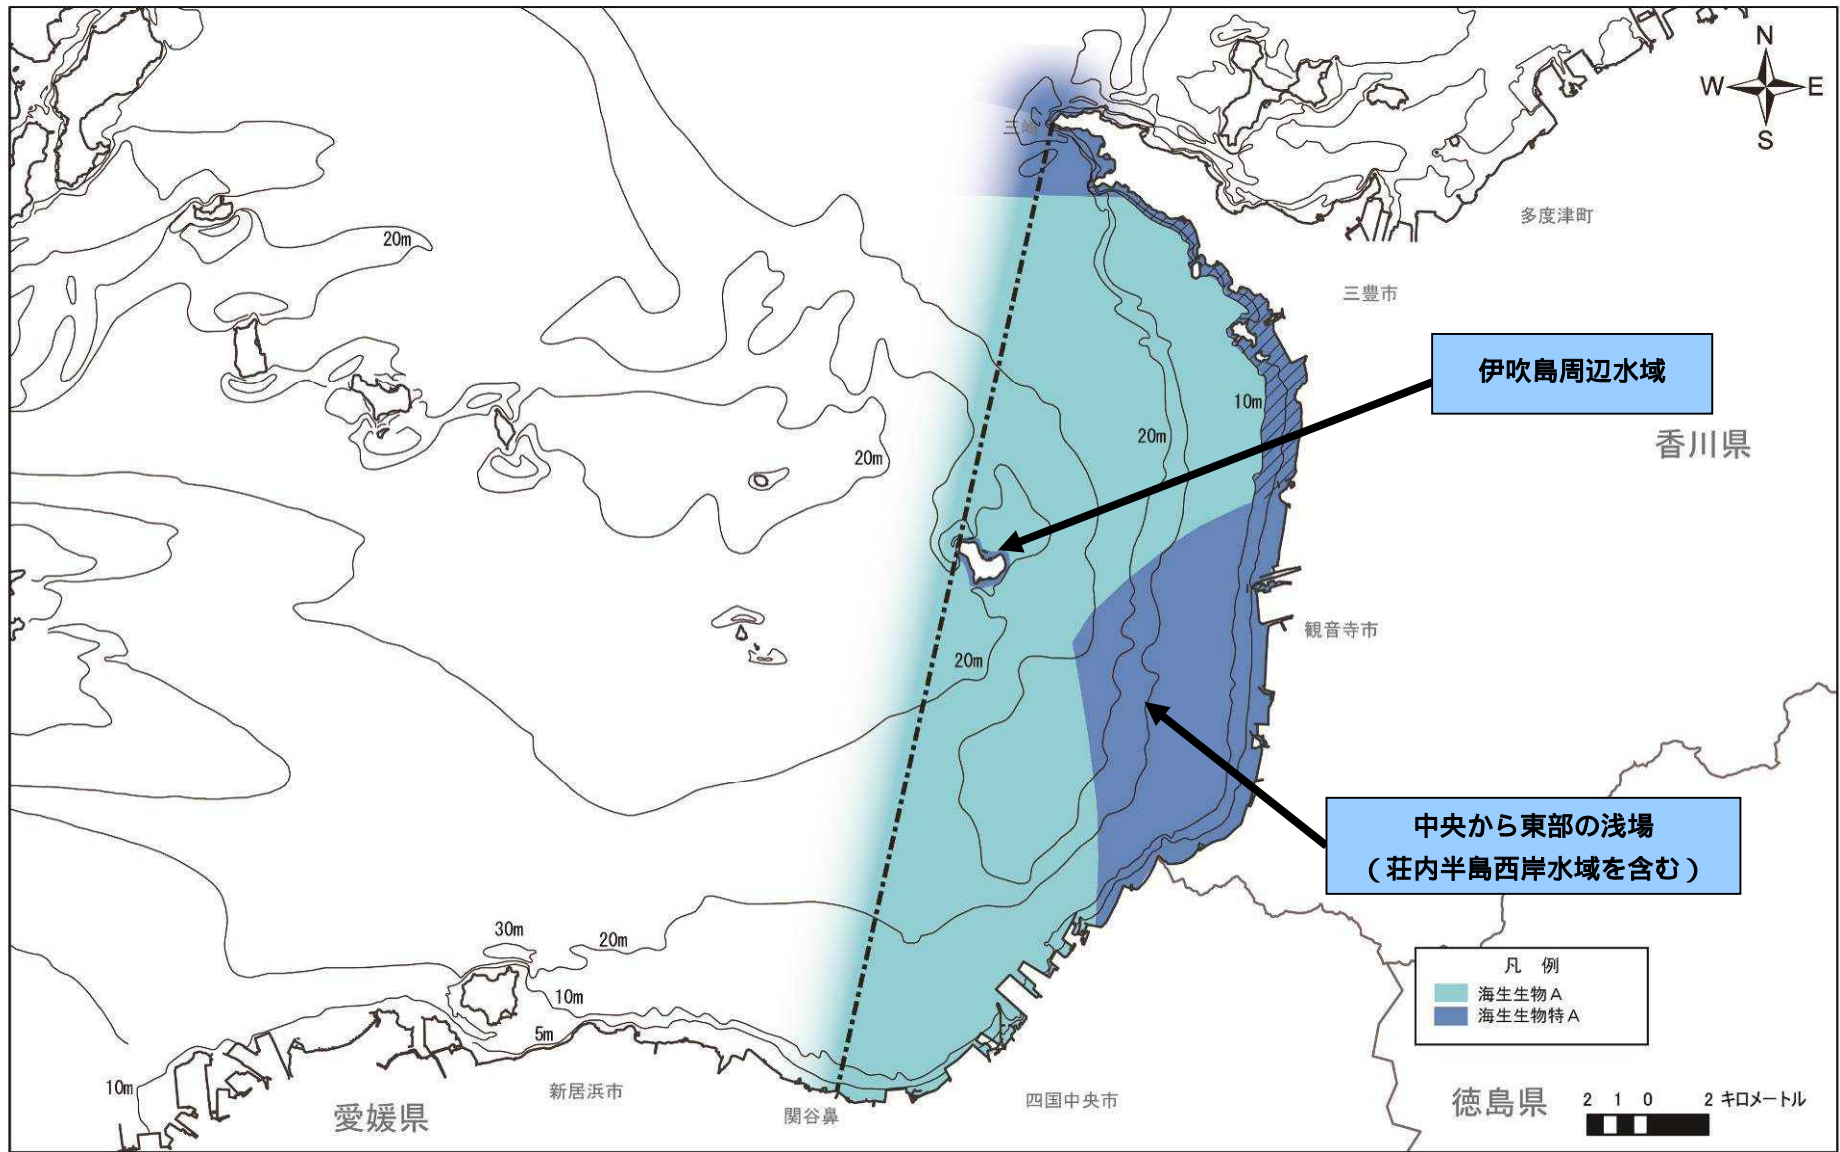 N
W E
S
三崎
多度津町
20m
三豊市
伊吹島周辺水域
10m
20m
香川県
20m
観音寺市
20m
中央から東部の浅場
（荘内半島西岸水域を含む）
30m
20m
凡 例
海生生物A
海生生物特A
10m
5m
10m
新居浜市
関谷鼻
四国中央市
愛媛県
徳島県
2 1 0 2 キロメートル